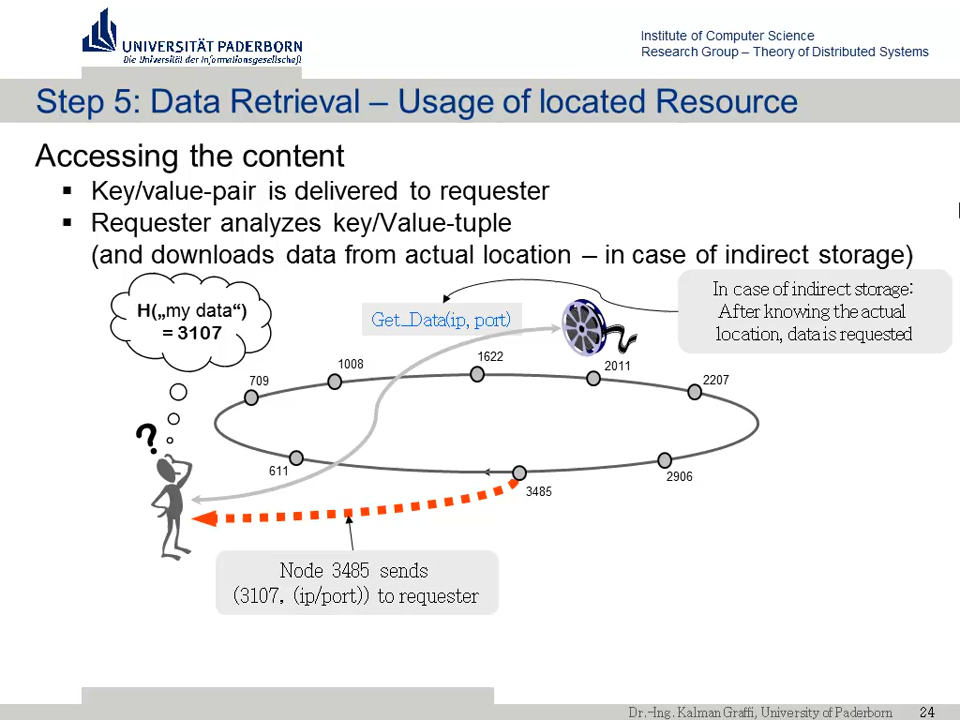 UNIVERSITÄT PADERBORN
Die Universität der Informationsgesellschaft
Institute of Computer Science
Research Group – Theory of Distributed Systems
Step 5: Data Retrieval – Usage of located Resource
Accessing the content
▪ Key/value-pair is delivered to requester
▪ Requester analyzes key/Value-tuple
(and downloads data from actual location – in case of indirect storage)
H(„my data“)
= 3107
Get_Data(ip, port)
In case of indirect storage:
After knowing the actual
location, data is requested
709
1008
1622
2011
2207
?
611
3485
2906
Node 3485 sends
(3107, (ip/port)) to requester
Dr.-Ing. Kalman Graffi, University of Paderborn 24